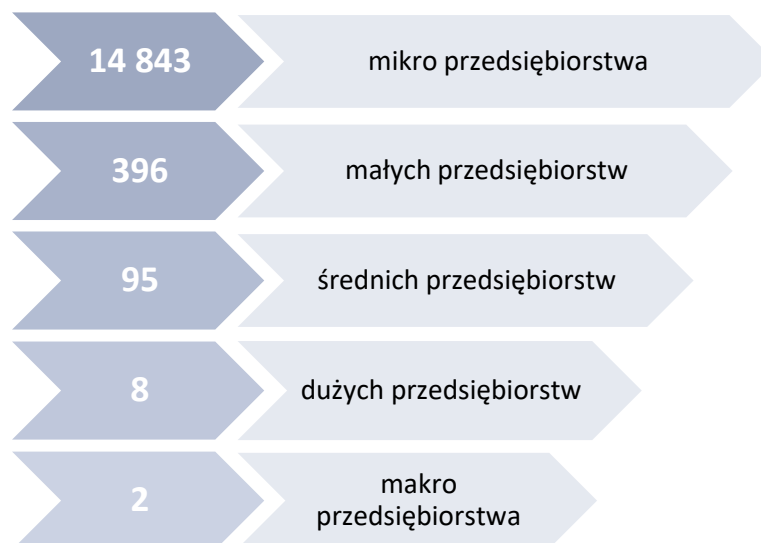 14 843
mikro przedsiębiorstwa
396
małych przedsiębiorstw
95
średnich przedsiębiorstw
8
dużych przedsiębiorstw
2
makro
przedsiębiorstwa